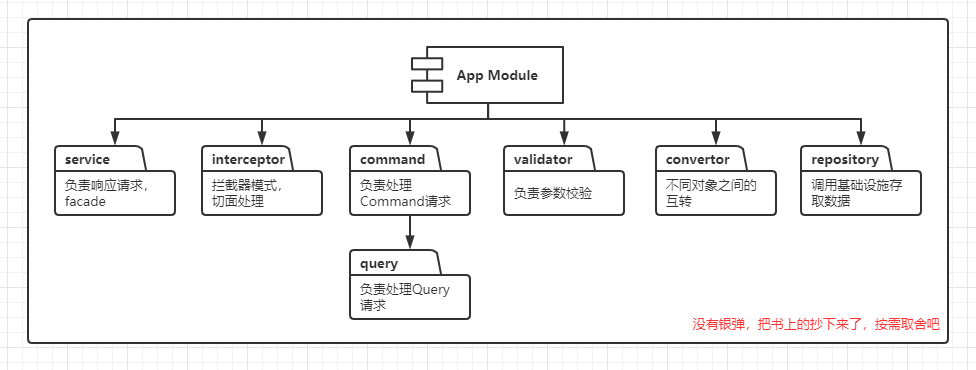 App Module
service
负责响应请求，
facade
interceptor
拦截器模式，
切面处理
command
负责处理
Command请求
validator
负责参数校验
convertor
不同对象之间的
互转
repository
调用基础设施存
取数据
query
负责处理Query
请求
没有银弹，把书上的抄下来了，按需取舍吧